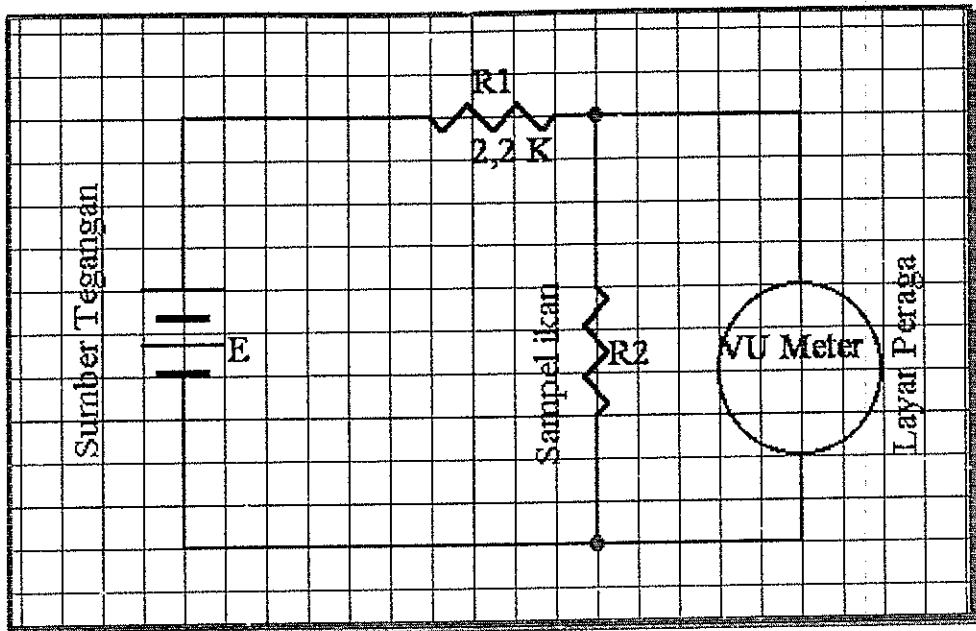 R1
2,2 K
Sumber Tegangan
E
Sampel ikan
R2
VU Meter
Layar Peraga